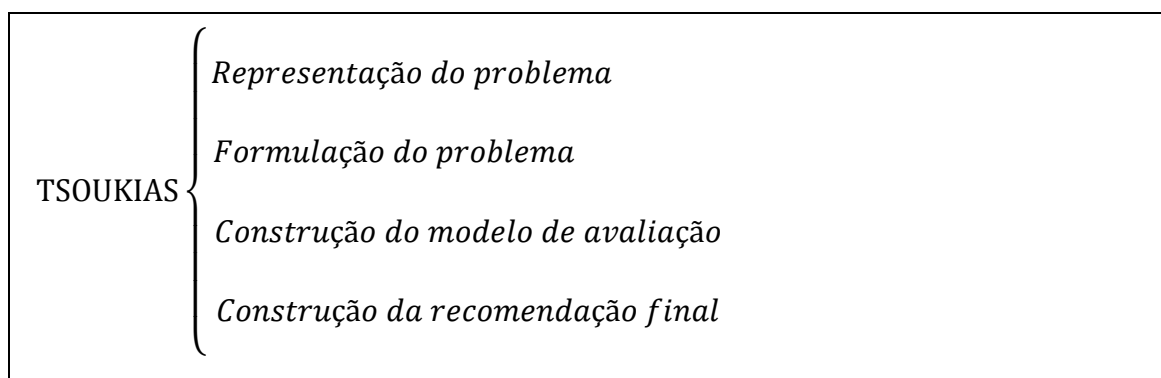 Representação do problema
Formulação do problema
TSOUKIAS
Construção do modelo de avaliação
Construção da recomendação final